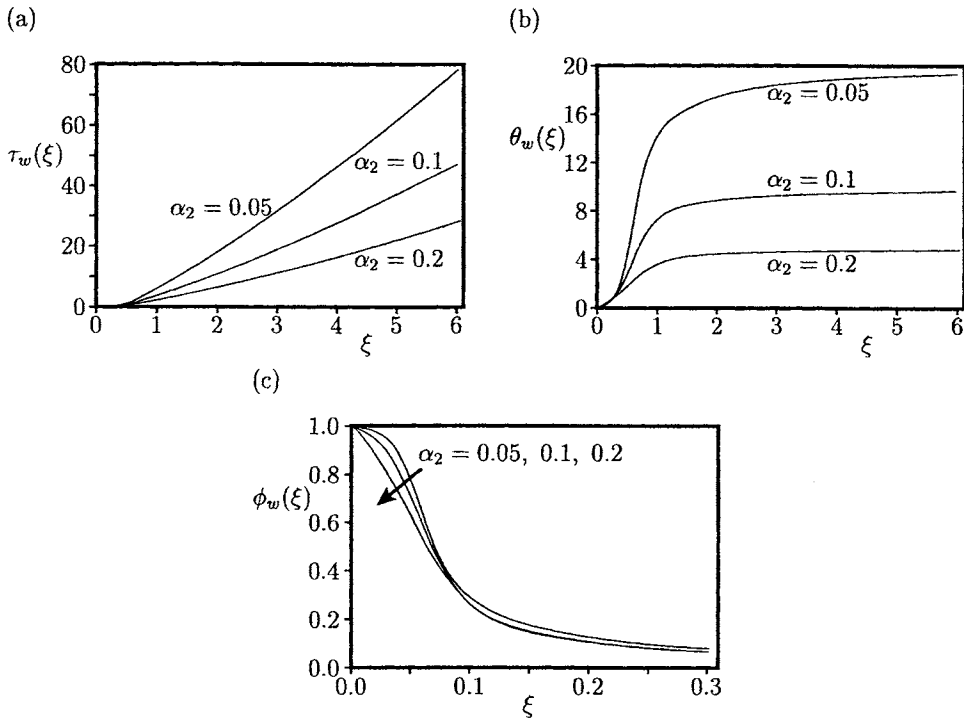 (a)
80
60
τ_w(ξ)
40
20
0
α₂ = 0.05
α₂ = 0.1
α₂ = 0.2
0 1 2 3 4 5 6
ξ
(b)
20
16
θ_w(ξ)
12
8
4
0
α₂ = 0.05
α₂ = 0.1
α₂ = 0.2
0 1 2 3 4 5 6
ξ
(c)
1.0
0.8
φ_w(ξ)
0.6
0.4
0.2
0.0
α₂ = 0.05, 0.1, 0.2
0.0 0.1 0.2 0.3
ξ